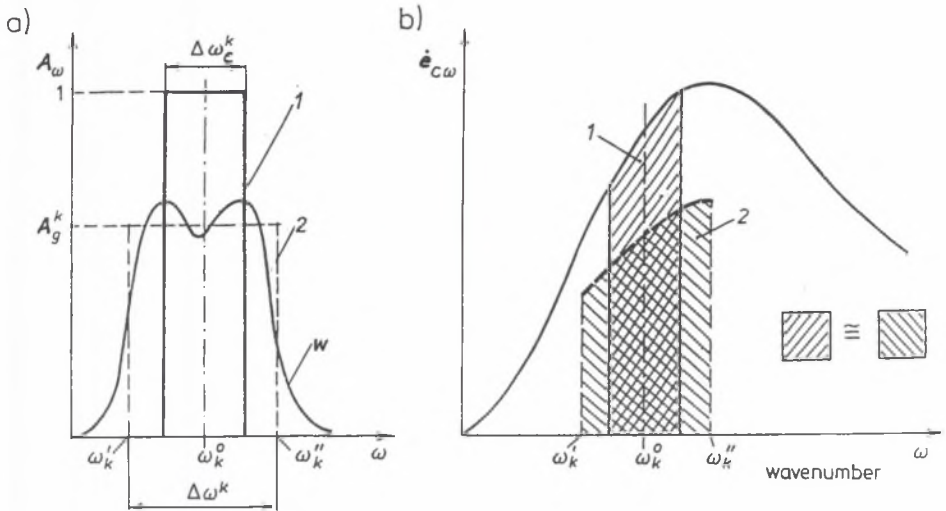 a)
A_ω
Δω_c^k
1
1
A_g^k
2
w
ω_k'
ω_k^o
ω_k''
ω
Δω^k
b)
ė_cω
1
2
≅
ω_k'
ω_k^o
ω_k''
ω
wavenumber